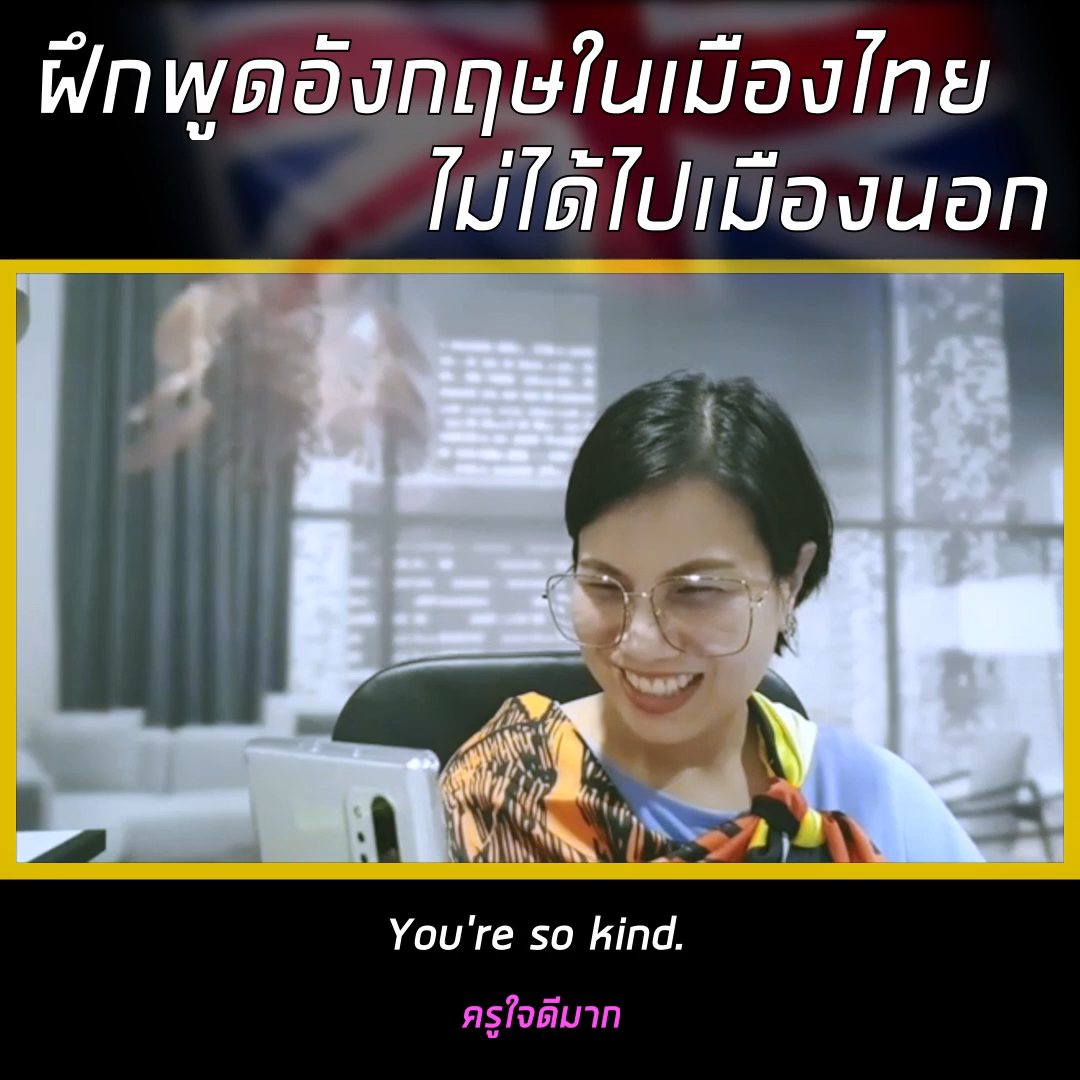 ฝึกพูดอังกฤษในเมืองไทย
ไม่ได้ไปเมืองนอก
You're so kind.
ครูใจดีมาก